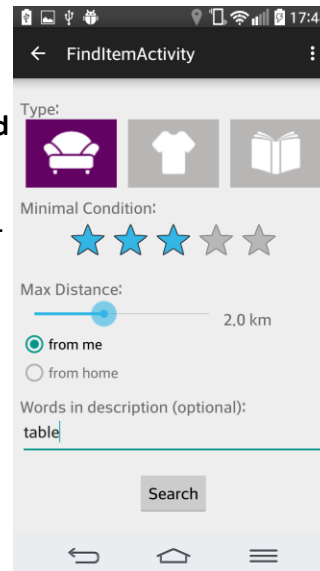 17:4
FindItemActivity
Type:
d
Minimal Condition:
Max Distance:
2.0 km
from me
from home
Words in description (optional):
table
Search